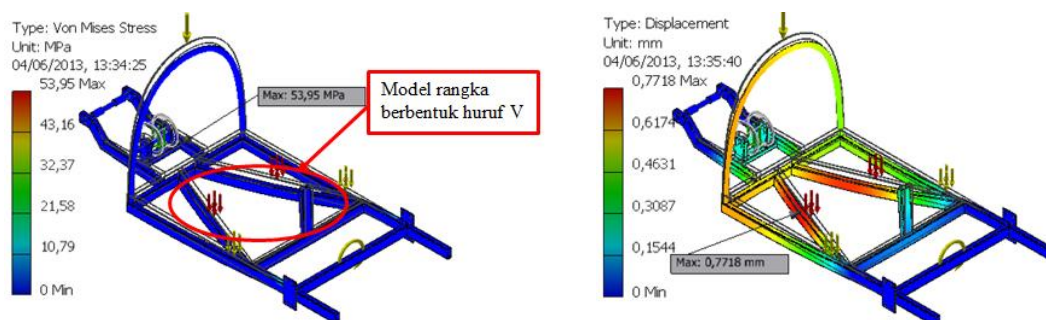 Type: Von Mises Stress
Unit: MPa
04/06/2013, 13:34:25
53,95 Max
43,16
32,37
21,58
10,79
0 Min
Max: 53,95 MPa
Model rangka
berbentuk huruf V
Type: Displacement
Unit: mm
04/06/2013, 13:35:40
0,7718 Max
0,6174
0,4631
0,3087
0,1544
0 Min
Max: 0,7718 mm